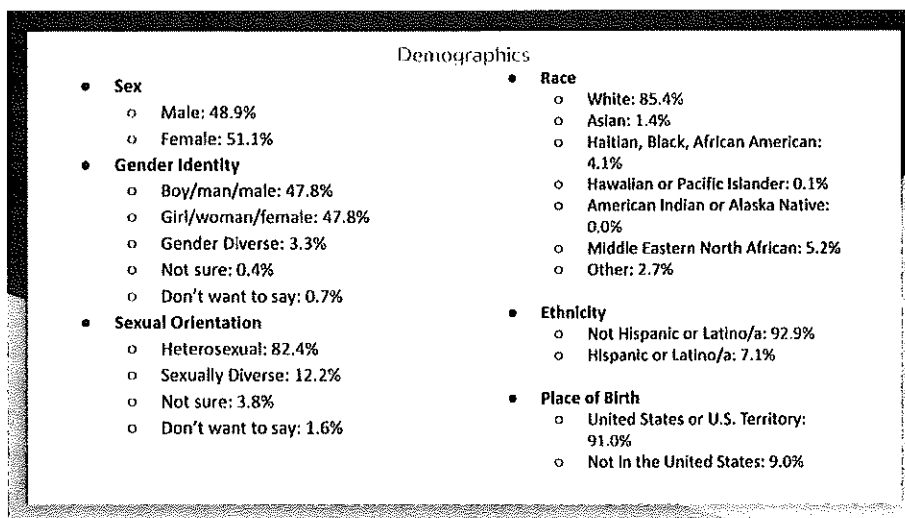 Demographics
• Sex
o Male: 48.9%
o Female: 51.1%
• Gender Identity
o Boy/man/male: 47.8%
o Girl/woman/female: 47.8%
o Gender Diverse: 3.3%
o Not sure: 0.4%
o Don't want to say: 0.7%
• Sexual Orientation
o Heterosexual: 82.4%
o Sexually Diverse: 12.2%
o Not sure: 3.8%
o Don't want to say: 1.6%
• Race
o White: 85.4%
o Asian: 1.4%
o Haitian, Black, African American:
4.1%
o Hawaiian or Pacific Islander: 0.1%
o American Indian or Alaska Native:
0.0%
o Middle Eastern North African: 5.2%
o Other: 2.7%
• Ethnicity
o Not Hispanic or Latino/a: 92.9%
o Hispanic or Latino/a: 7.1%
• Place of Birth
o United States or U.S. Territory:
91.0%
o Not In the United States: 9.0%